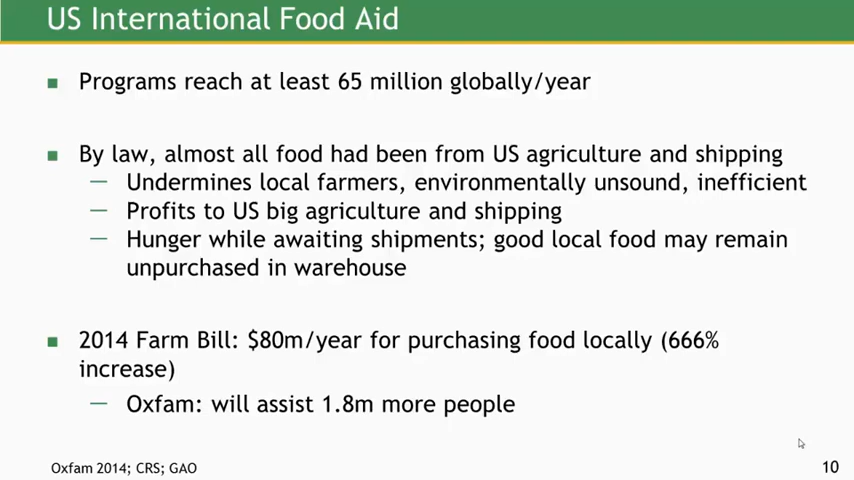 US International Food Aid
Programs reach at least 65 million globally/year
By law, almost all food had been from US agriculture and shipping
— Undermines local farmers, environmentally unsound, inefficient
— Profits to US big agriculture and shipping
— Hunger while awaiting shipments; good local food may remain
unpurchased in warehouse
2014 Farm Bill: $80m/year for purchasing food locally (666%
increase)
— Oxfam: will assist 1.8m more people
Oxfam 2014; CRS; GAO
10